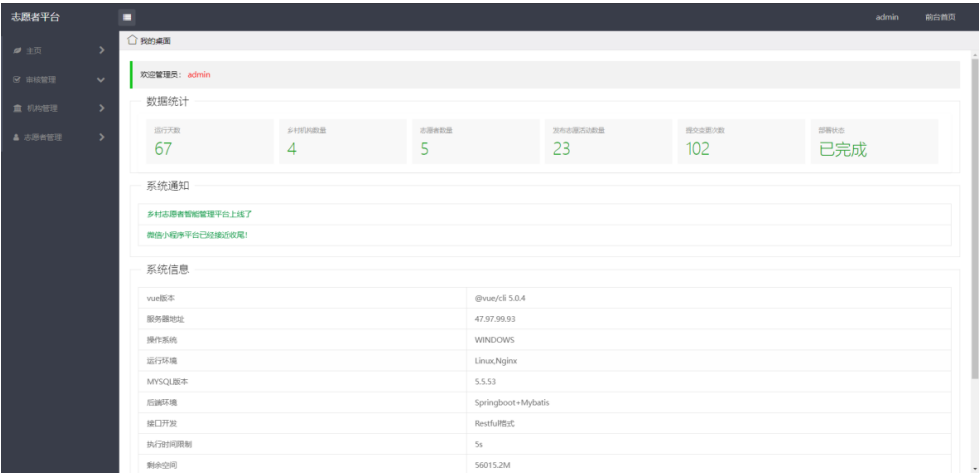 志愿者平台
admin 前台首页
主页
审核管理
机构管理
志愿者管理
我的桌面
欢迎管理员： admin
数据统计
运行天数 乡村机构数量 志愿者数量 发布志愿活动数量 提交变更次数 部署状态
67 4 5 23 102 已完成
系统通知
乡村志愿者智能管理平台上线了
微信小程序平台已经接近收尾!
系统信息
vue版本 @vue/cli 5.0.4
服务器地址 47.97.99.93
操作系统 WINDOWS
运行环境 Linux,Nginx
MYSQL版本 5.5.53
后端环境 Springboot+Mybatis
接口开发 Restful格式
执行时间限制 5s
剩余空间 56015.2M